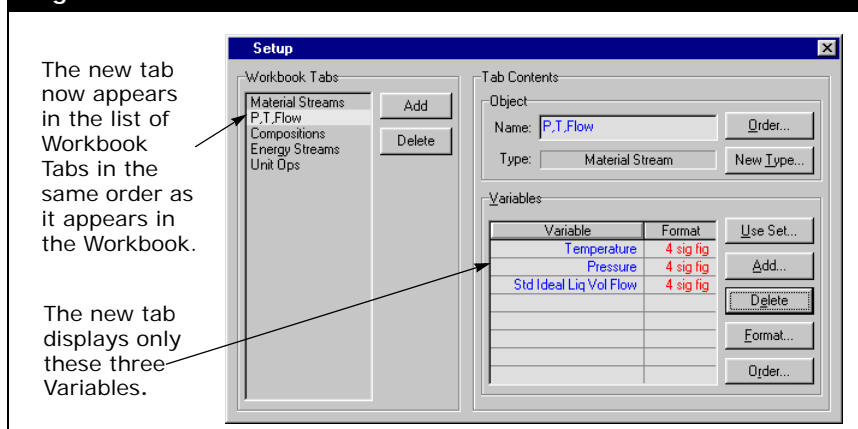 The new tab
now appears
in the list of
Workbook
Tabs in the
same order as
it appears in
the Workbook.
The new tab
displays only
these three
Variables.
Setup
Workbook Tabs
Material Streams
P,T,Flow
Compositions
Energy Streams
Unit Ops
Add
Delete
Tab Contents
Object
Name: P,T,Flow
Order...
Type: Material Stream
New Type...
Variables
Variable Format
Temperature 4 sig fig
Pressure 4 sig fig
Std Ideal Liq Vol Flow 4 sig fig
Use Set...
Add...
Delete
Format...
Order...